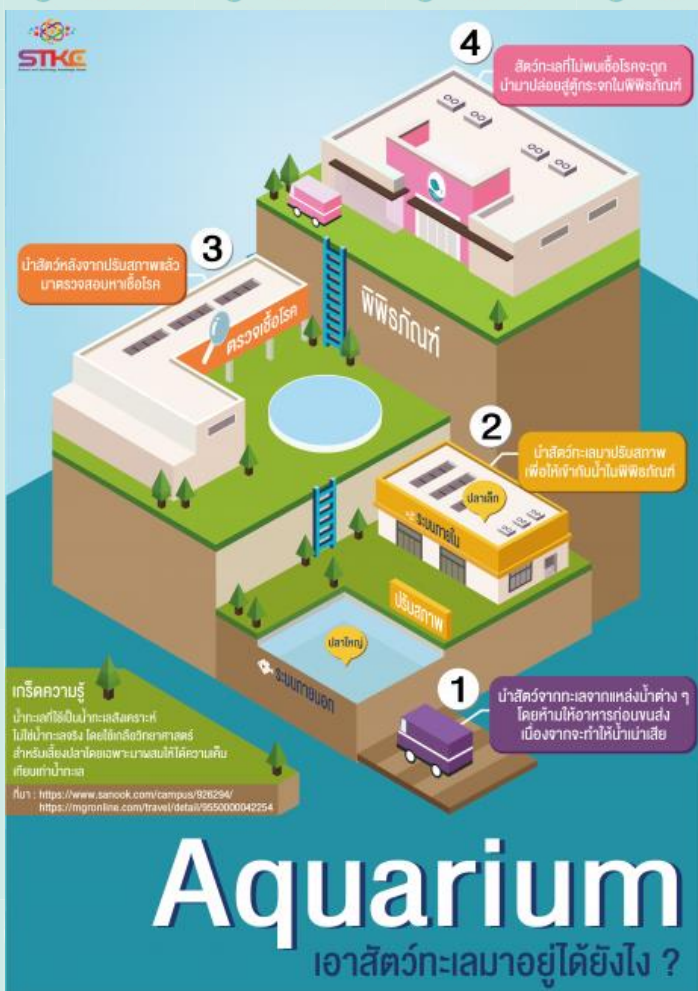 STKC
4
สัตว์ทะเลที่ไม่พบเชื้อโรคจะถูก
นำมาปล่อยสู่ตู้กระจกในพิพิธภัณฑ์
3
นำสัตว์หลังจากปรับสภาพแล้ว
มาตรวจสอบหาเชื้อโรค
ตรวจเชื้อโรค
พิพิธภัณฑ์
2
นำสัตว์ทะเลมาปรับสภาพ
เพื่อให้เข้ากับน้ำในพิพิธภัณฑ์
ปลาเล็ก
ระบบภายใน
ปรับสภาพ
ปลาใหญ่
ระบบภายนอก
1
นำสัตว์จากทะเลจากแหล่งน้ำต่าง ๆ
โดยห้ามให้อาหารก่อนขนส่ง
เนื่องจากจะทำให้น้ำเน่าเสีย
เกร็ดความรู้
น้ำทะเลที่ใช้เป็นน้ำทะเลสังเคราะห์
ไม่ใช่น้ำทะเลจริง โดยใช้เกลือวิทยาศาสตร์
สำหรับเลี้ยงปลาโดยเฉพาะมาผสมให้ได้ความเค็ม
เทียบเท่าน้ำทะเล
ที่มา : https://www.sanook.com/campus/926294/
https://mgronline.com/travel/detail/9550000042254
Aquarium
เอาสัตว์ทะเลมาอยู่ได้ยังไง ?